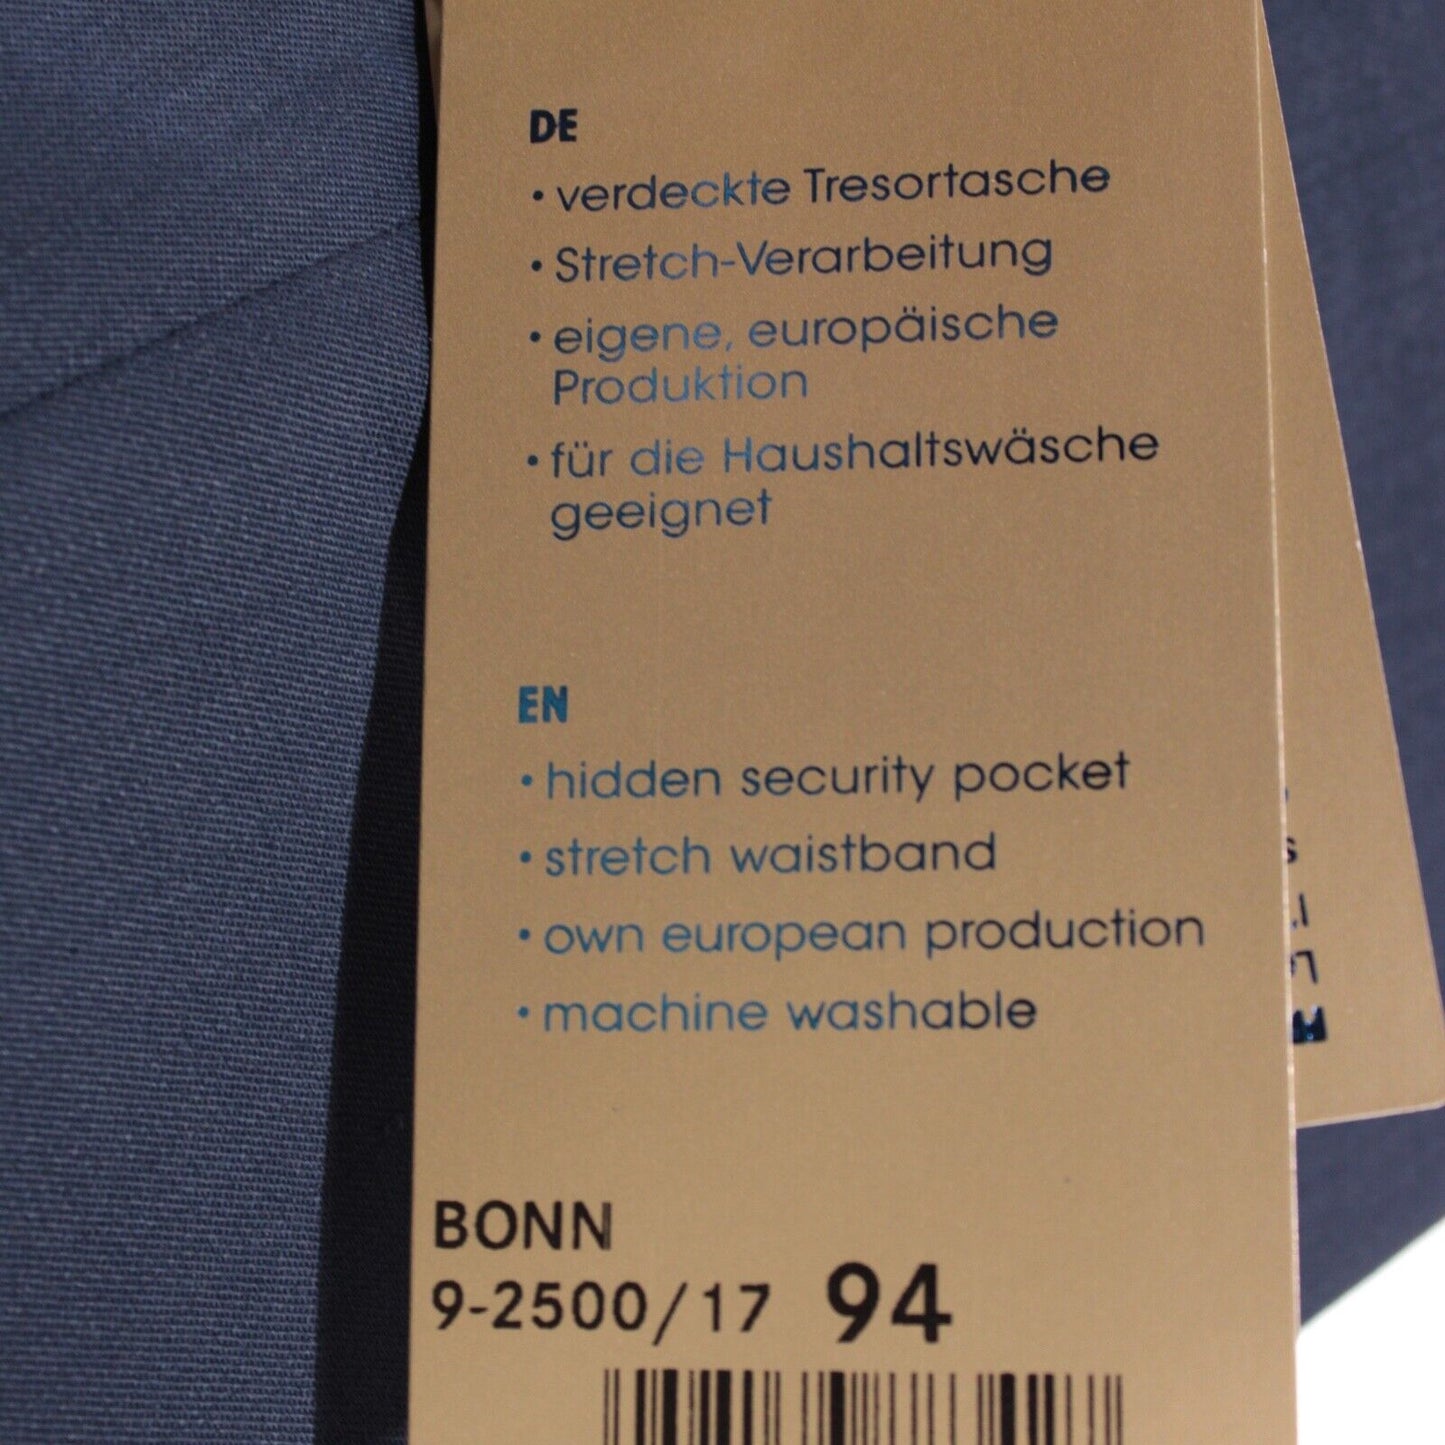 DE
• verdeckte Tresortasche
• Stretch-Verarbeitung
• eigene, europäische
Produktion
• für die Haushaltswäsche
geeignet
EN
• hidden security pocket
• stretch waistband
• own european production
• machine washable
BONN
9-2500/17 94